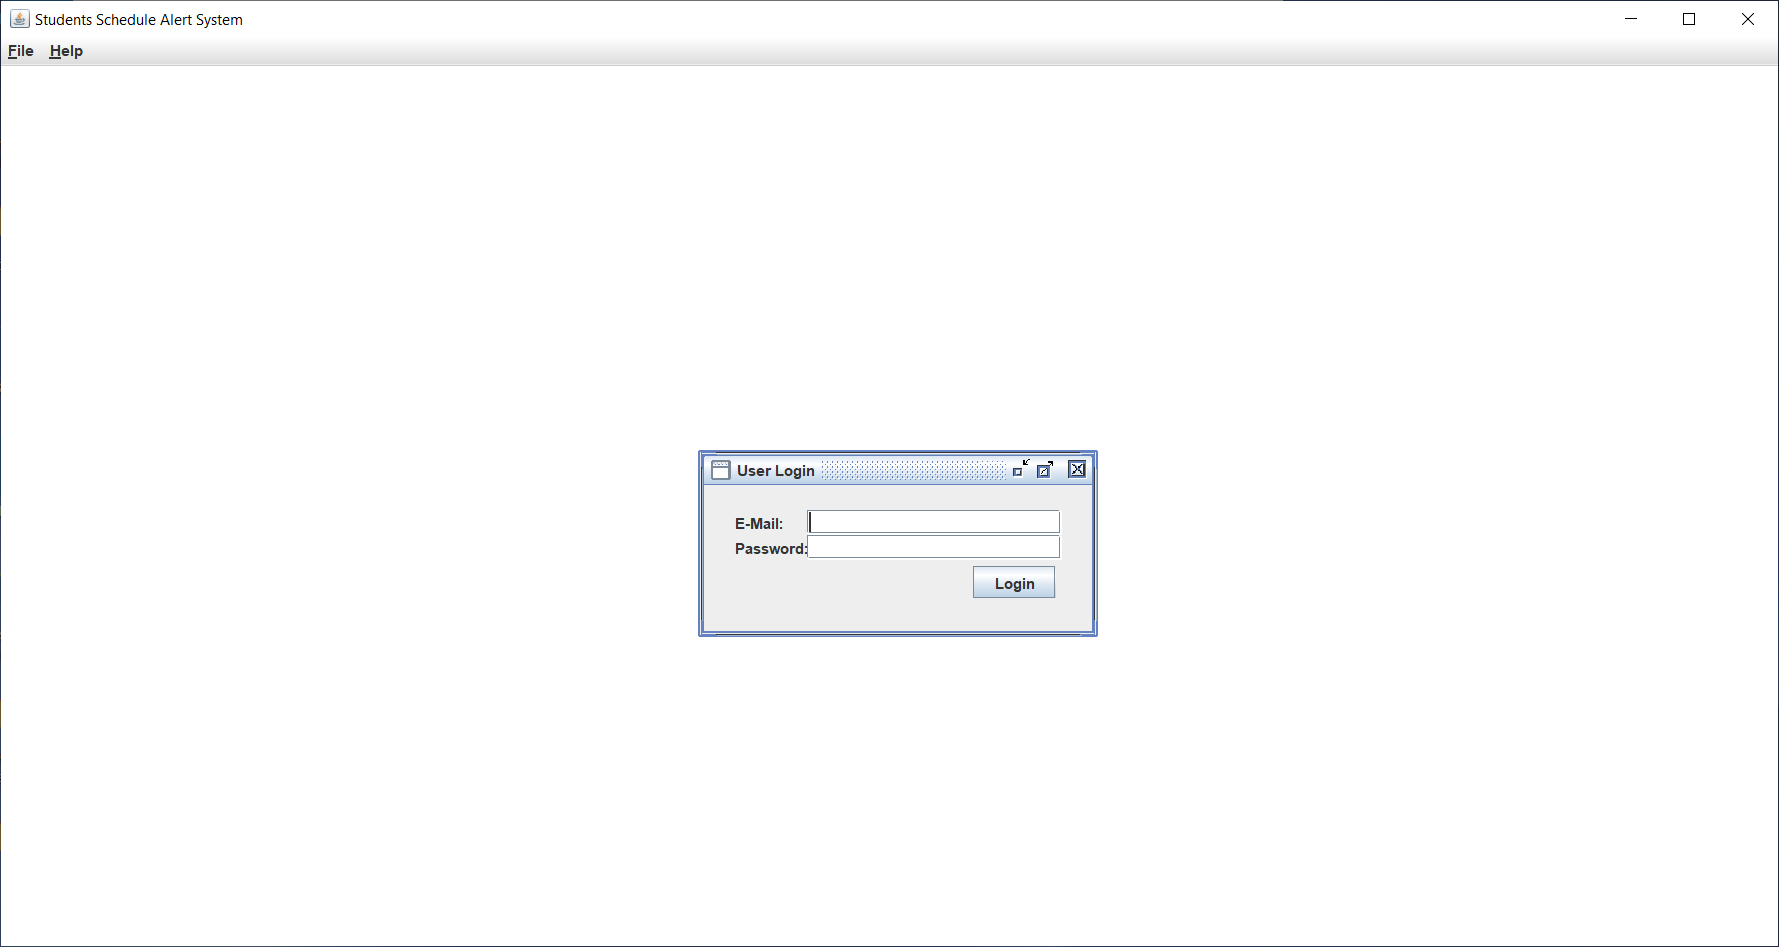 Students Schedule Alert System
File Help
User Login
E-Mail:
Password:
Login